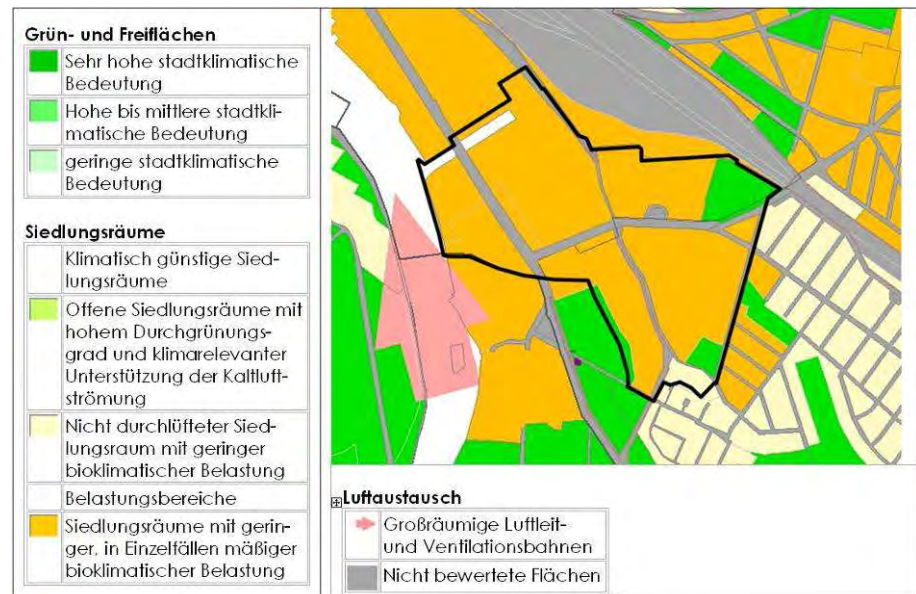 Grün- und Freiflächen
Sehr hohe stadtklimatische
Bedeutung
Hohe bis mittlere stadtkli-
matische Bedeutung
geringe stadtklimatische
Bedeutung
Siedlungsräume
Klimatisch günstige Sied-
lungsräume
Offene Siedlungsräume mit
hohem Durchgrünungs-
grad und klimarelevanter
Unterstützung der Kaltluft-
strömung
Nicht durchlüfteter Sied-
lungsraum mit geringer
bioklimatischer Belastung
Belastungsbereiche
Siedlungsräume mit gerin-
ger, in Einzelfällen mäßiger
bioklimatischer Belastung
Luftaustausch
Großräumige Luftleit-
und Ventilationsbahnen
Nicht bewertete Flächen